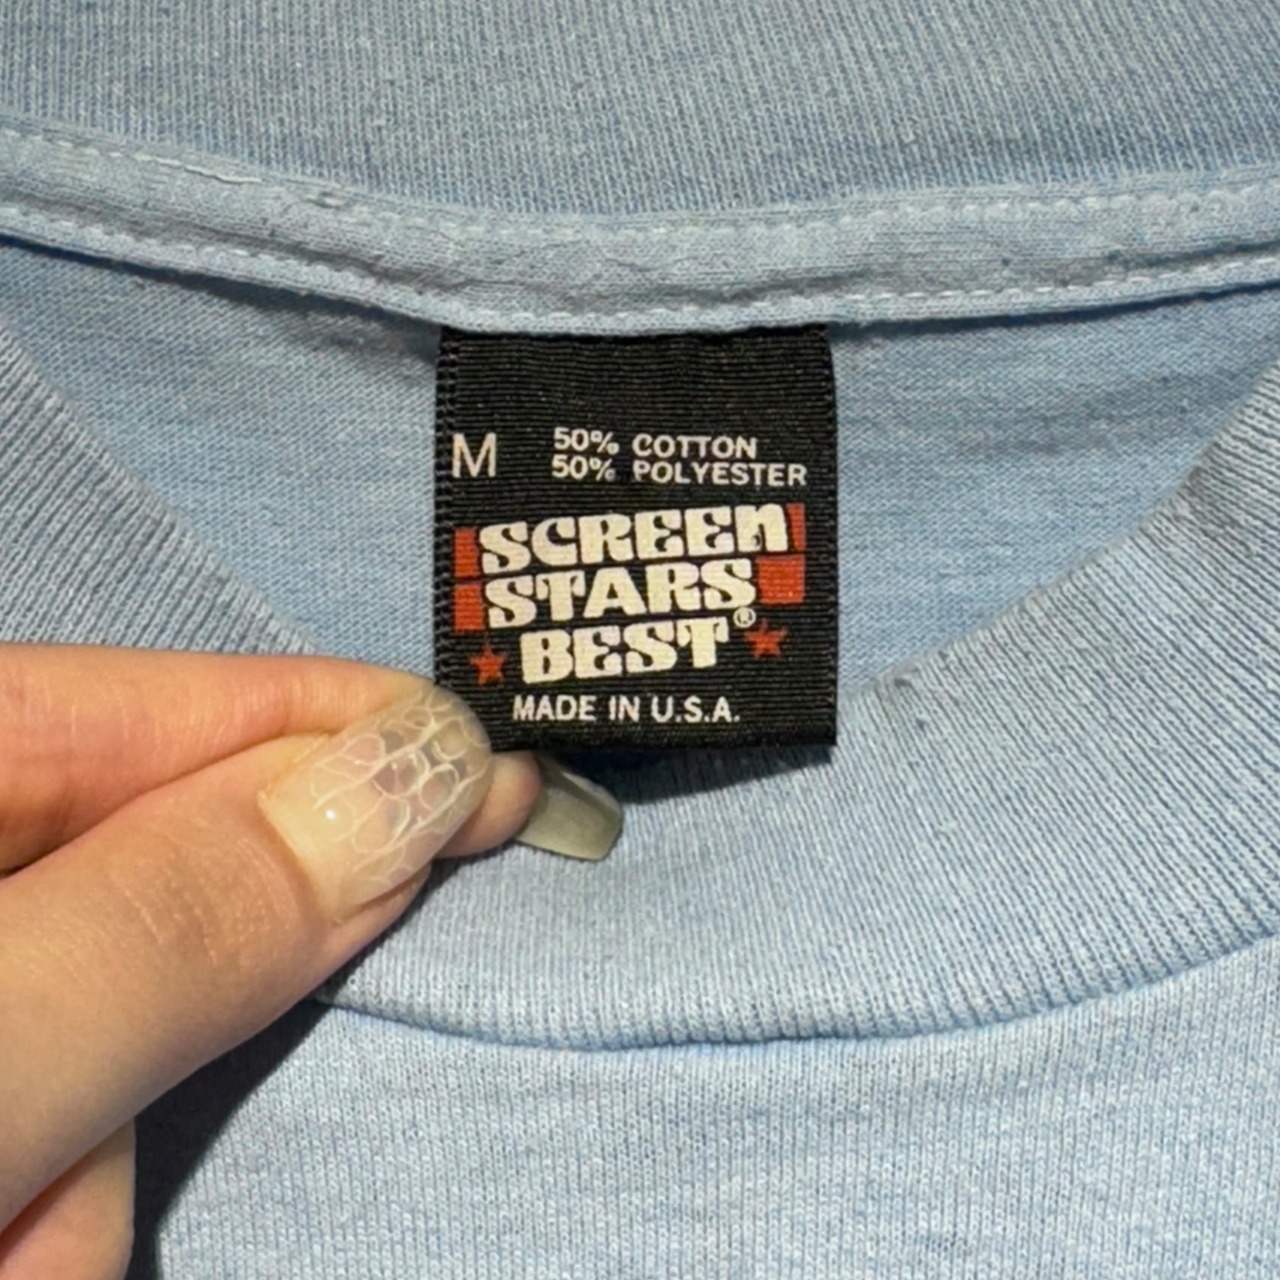 M 50% COTTON
50% POLYESTER
SCREEN
STARS
BEST®
MADE IN U.S.A.